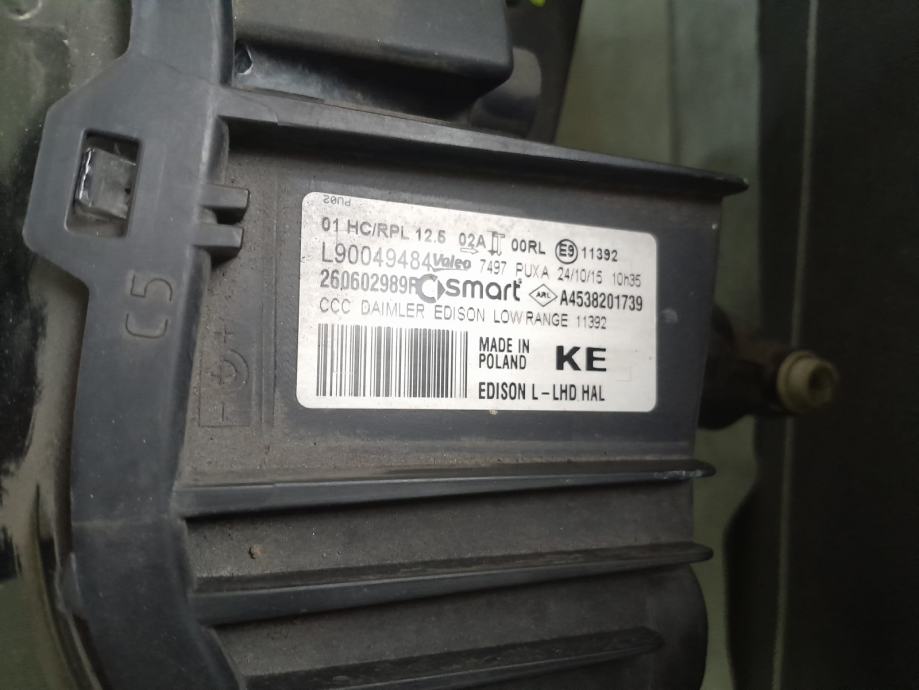 PU02
01 HC/RPL 12.5 02A 00RL E9 11392
L90049484 Valeo 7497 PUXA 24/10/15 10h35
260602989R smart ARL A4538201739
CCC DAIMLER EDISON LOW RANGE 11392
MADE IN
POLAND KE
EDISON L-LHD HAL
C5